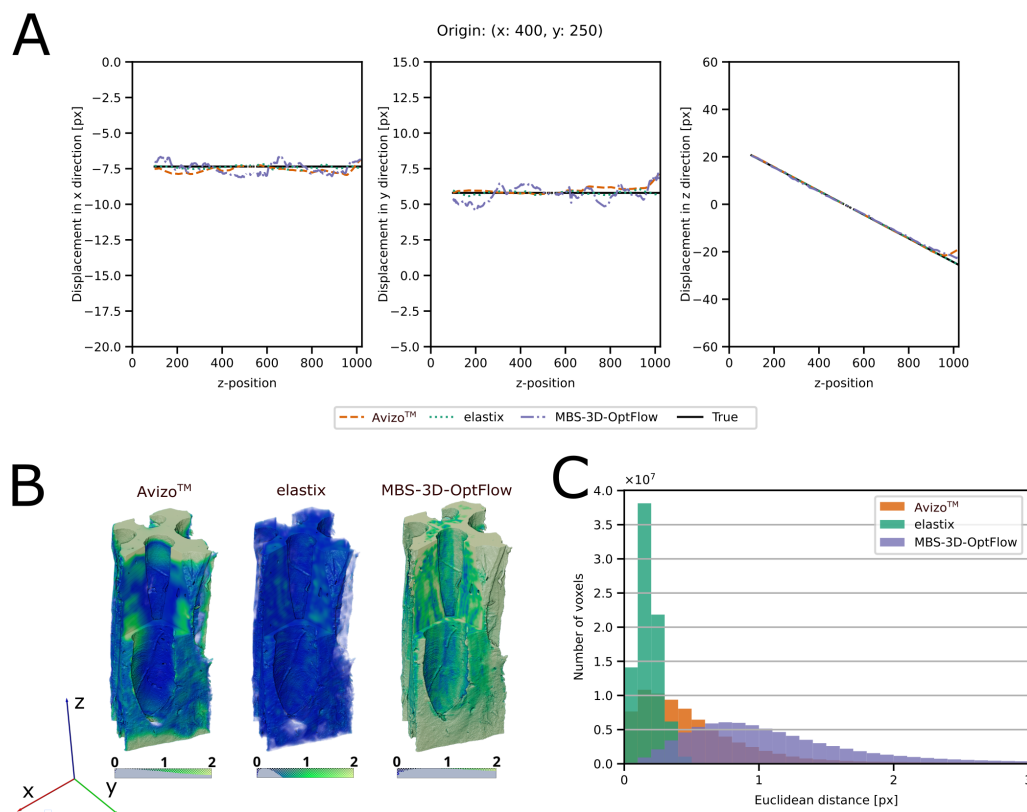 A
Origin: (x: 400, y: 250)
Displacement in x direction [px]
0.0
−2.5
−5.0
−7.5
−10.0
−12.5
−15.0
−17.5
−20.0
0 200 400 600 800 1000
z-position
Displacement in y direction [px]
15.0
12.5
10.0
7.5
5.0
2.5
0.0
−2.5
−5.0
0 200 400 600 800 1000
z-position
Displacement in z direction [px]
60
40
20
0
−20
−40
−60
0 200 400 600 800 1000
z-position
Avizo™ elastix MBS-3D-OptFlow True
B
Avizo™ elastix MBS-3D-OptFlow
0 1 2 0 1 2 0 1 2
z
x y
C
×10⁷
Number of voxels
4.0
3.5
3.0
2.5
2.0
1.5
1.0
0.5
0.0
0 1 2 3
Euclidean distance [px]
Avizo™
elastix
MBS-3D-OptFlow